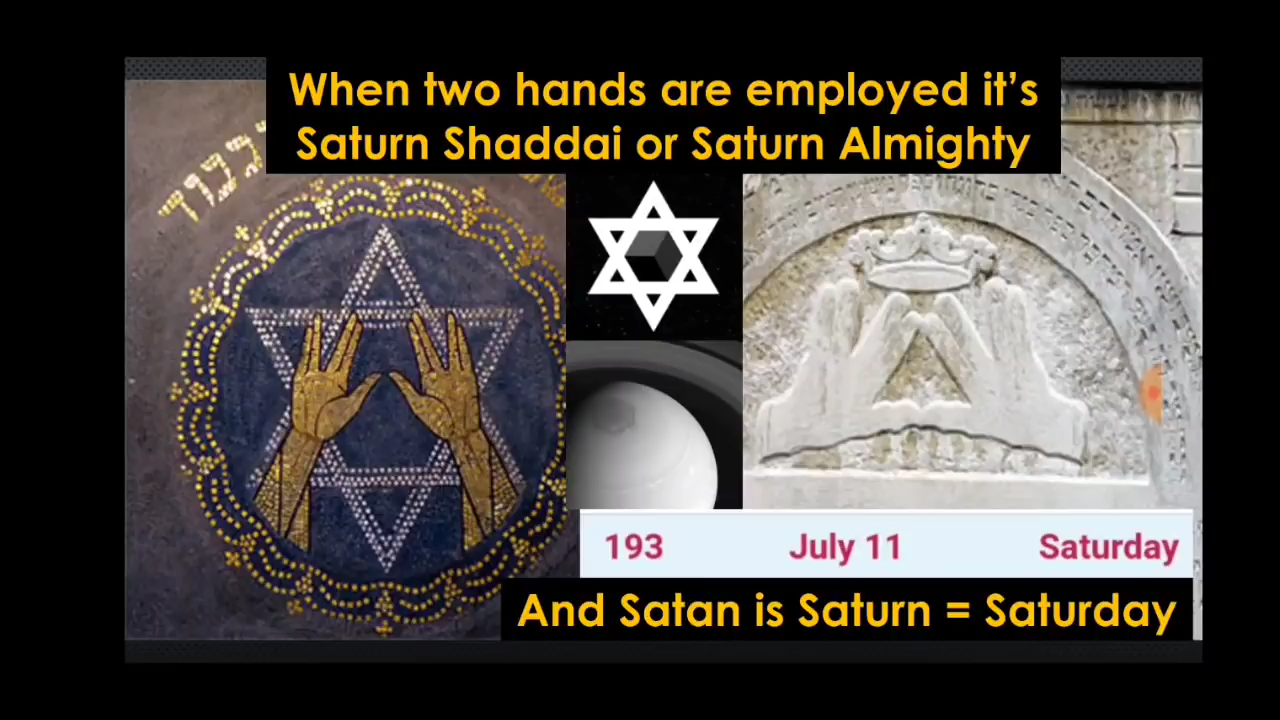 When two hands are employed it’s
Saturn Shaddai or Saturn Almighty
193 July 11 Saturday
And Satan is Saturn = Saturday